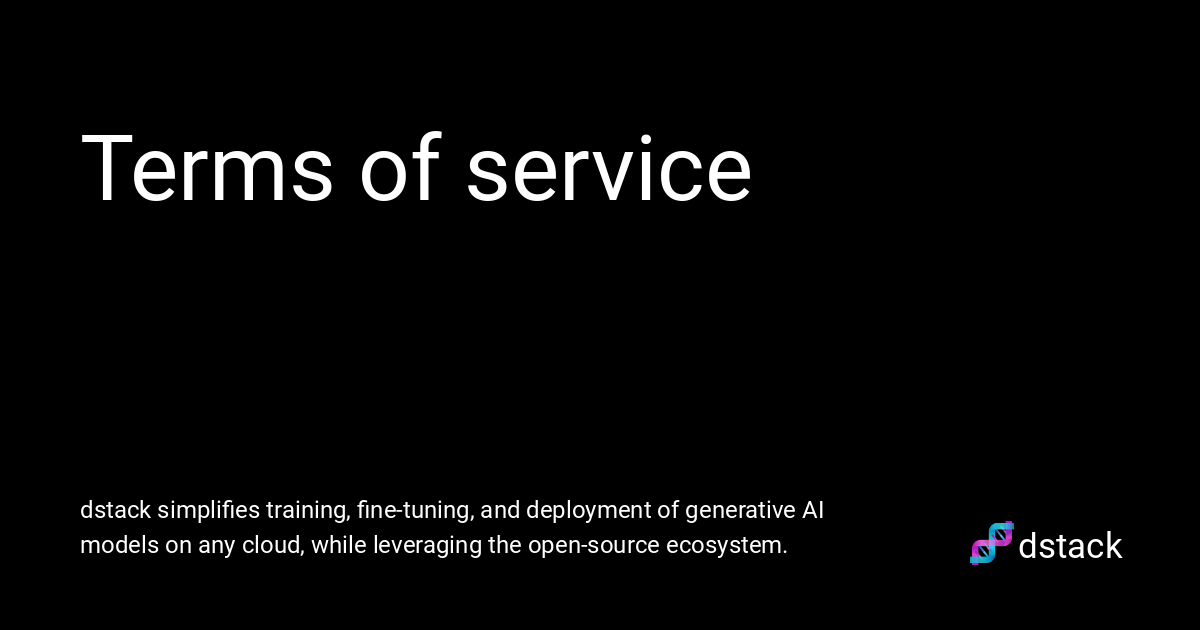 Terms of service
dstack simplifies training, fine-tuning, and deployment of generative AI
models on any cloud, while leveraging the open-source ecosystem.
dstack